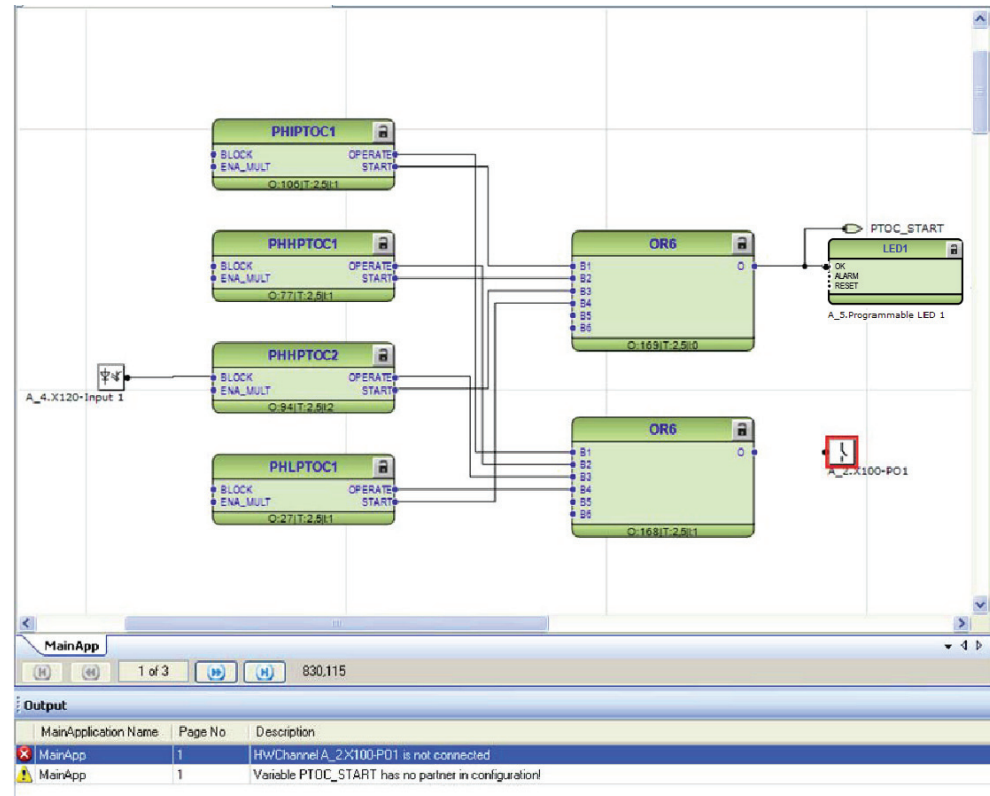 PHIPTOC1
BLOCK OPERATE
ENA_MULT START
O:106|T:2,5|I:1
PHHPTOC1
BLOCK OPERATE
ENA_MULT START
O:77|T:2,5|I:1
PHHPTOC2
BLOCK OPERATE
ENA_MULT START
O:94|T:2,5|I:2
A_4.X120-Input 1
PHLPTOC1
BLOCK OPERATE
ENA_MULT START
O:27|T:2,5|I:1
OR6
B1 O
B2
B3
B4
B5
B6
O:169|T:2,5|I:0
PTOC_START
LED1
OK
ALARM
RESET
A_5.Programmable LED 1
OR6
B1 O
B2
B3
B4
B5
B6
O:168|T:2,5|I:1
A_2.X100-PO1
MainApp
1 of 3 830,115
Output
MainApplication Name Page No Description
MainApp 1 HWChannel A_2.X100-PO1 is not connected
MainApp 1 Variable PTOC_START has no partner in configuration!